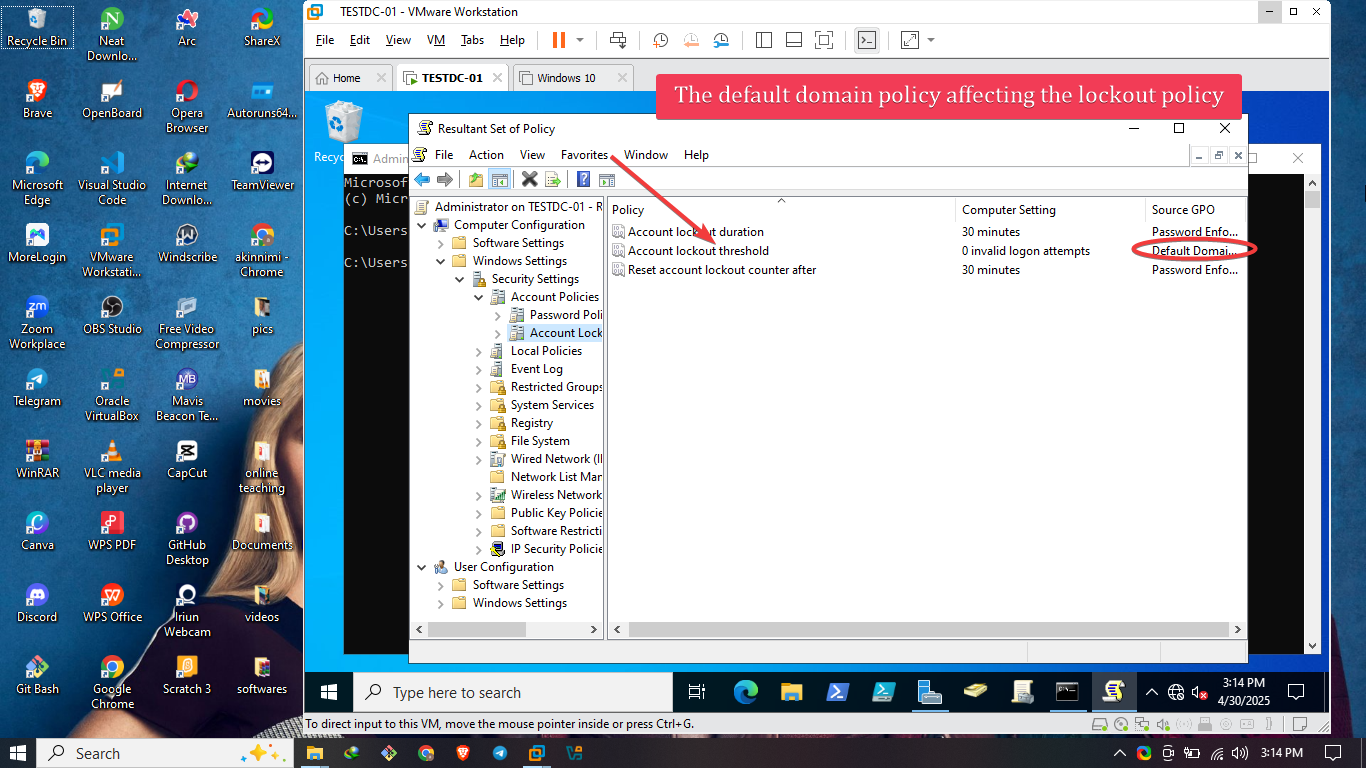 Recycle Bin
Neat
Downlo...
Arc
ShareX
Brave
OpenBoard
Opera
Browser
Autoruns64...
Microsoft
Edge
Visual Studio
Code
Internet
Downlo...
TeamViewer
MoreLogin
VMware
Workstati...
Windscribe
akinnimi -
Chrome
Zoom
Workplace
OBS Studio
Free Video
Compressor
pics
Telegram
Oracle
VirtualBox
Mavis
Beacon Te...
movies
WinRAR
VLC media
player
CapCut
online
teaching
Canva
WPS PDF
GitHub
Desktop
Documents
Discord
WPS Office
Iriun
Webcam
videos
Git Bash
Google
Chrome
Scratch 3
softwares
TESTDC-01 - VMware Workstation
File Edit View VM Tabs Help
Home TESTDC-01 Windows 10
The default domain policy affecting the lockout policy
Recyc
Admin
Microsof
(c) Micr
C:\Users
C:\Users
Resultant Set of Policy
File Action View Favorites Window Help
Administrator on TESTDC-01 - R
Computer Configuration
Software Settings
Windows Settings
Security Settings
Account Policies
Password Poli
Account Lock
Local Policies
Event Log
Restricted Groups
System Services
Registry
File System
Wired Network (I
Network List Man
Wireless Network
Public Key Policie
Software Restricti
IP Security Policie
User Configuration
Software Settings
Windows Settings
Policy Computer Setting Source GPO
Account lockout duration 30 minutes Password Enfo...
Account lockout threshold 0 invalid logon attempts Default Domai...
Reset account lockout counter after 30 minutes Password Enfo...
Type here to search
3:14 PM
4/30/2025
To direct input to this VM, move the mouse pointer inside or press Ctrl+G.
Search
3:14 PM